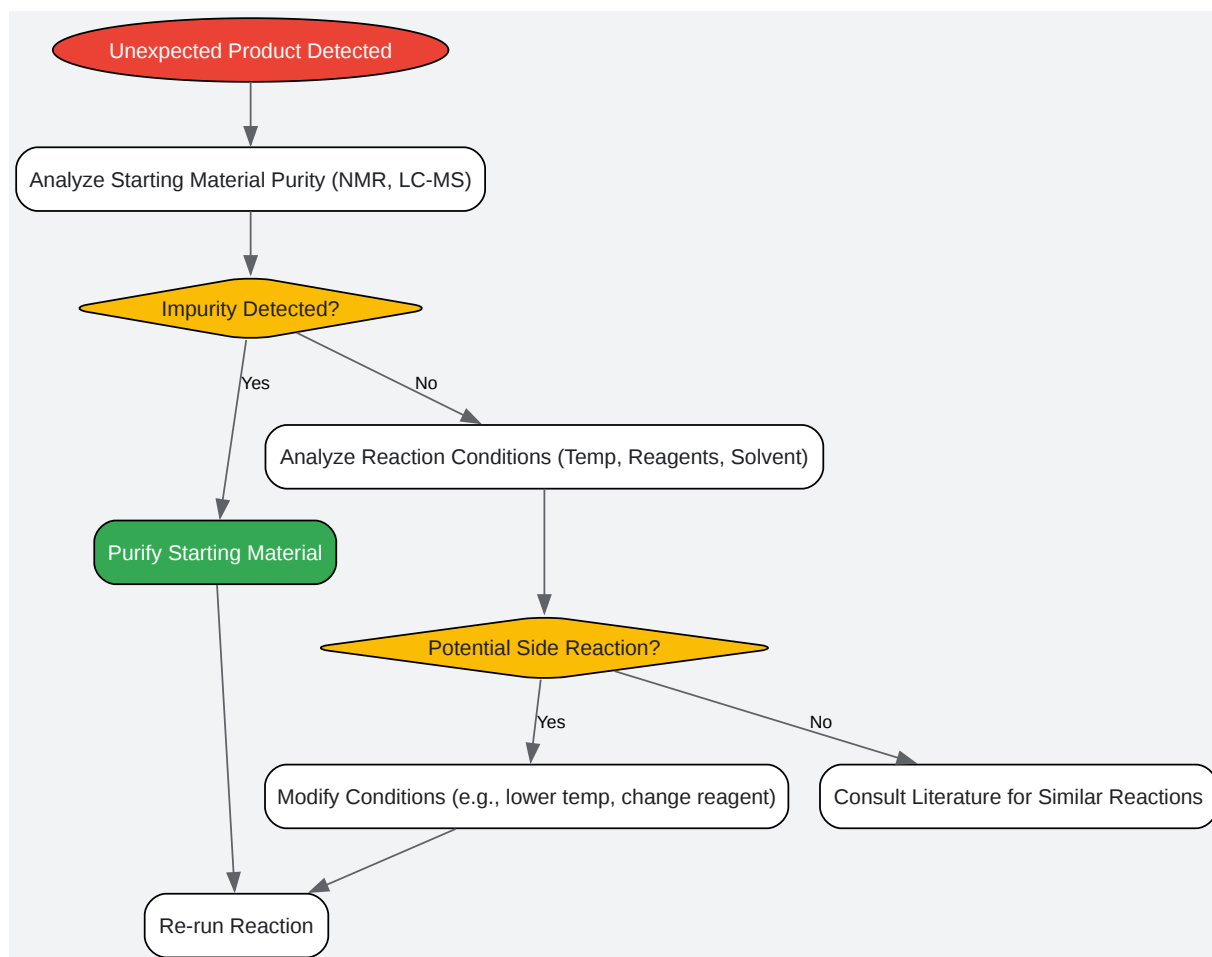 Unexpected Product Detected
Analyze Starting Material Purity (NMR, LC-MS)
Impurity Detected?
Yes
No
Analyze Reaction Conditions (Temp, Reagents, Solvent)
Purify Starting Material
Potential Side Reaction?
Yes
No
Modify Conditions (e.g., lower temp, change reagent)
Consult Literature for Similar Reactions
Re-run Reaction